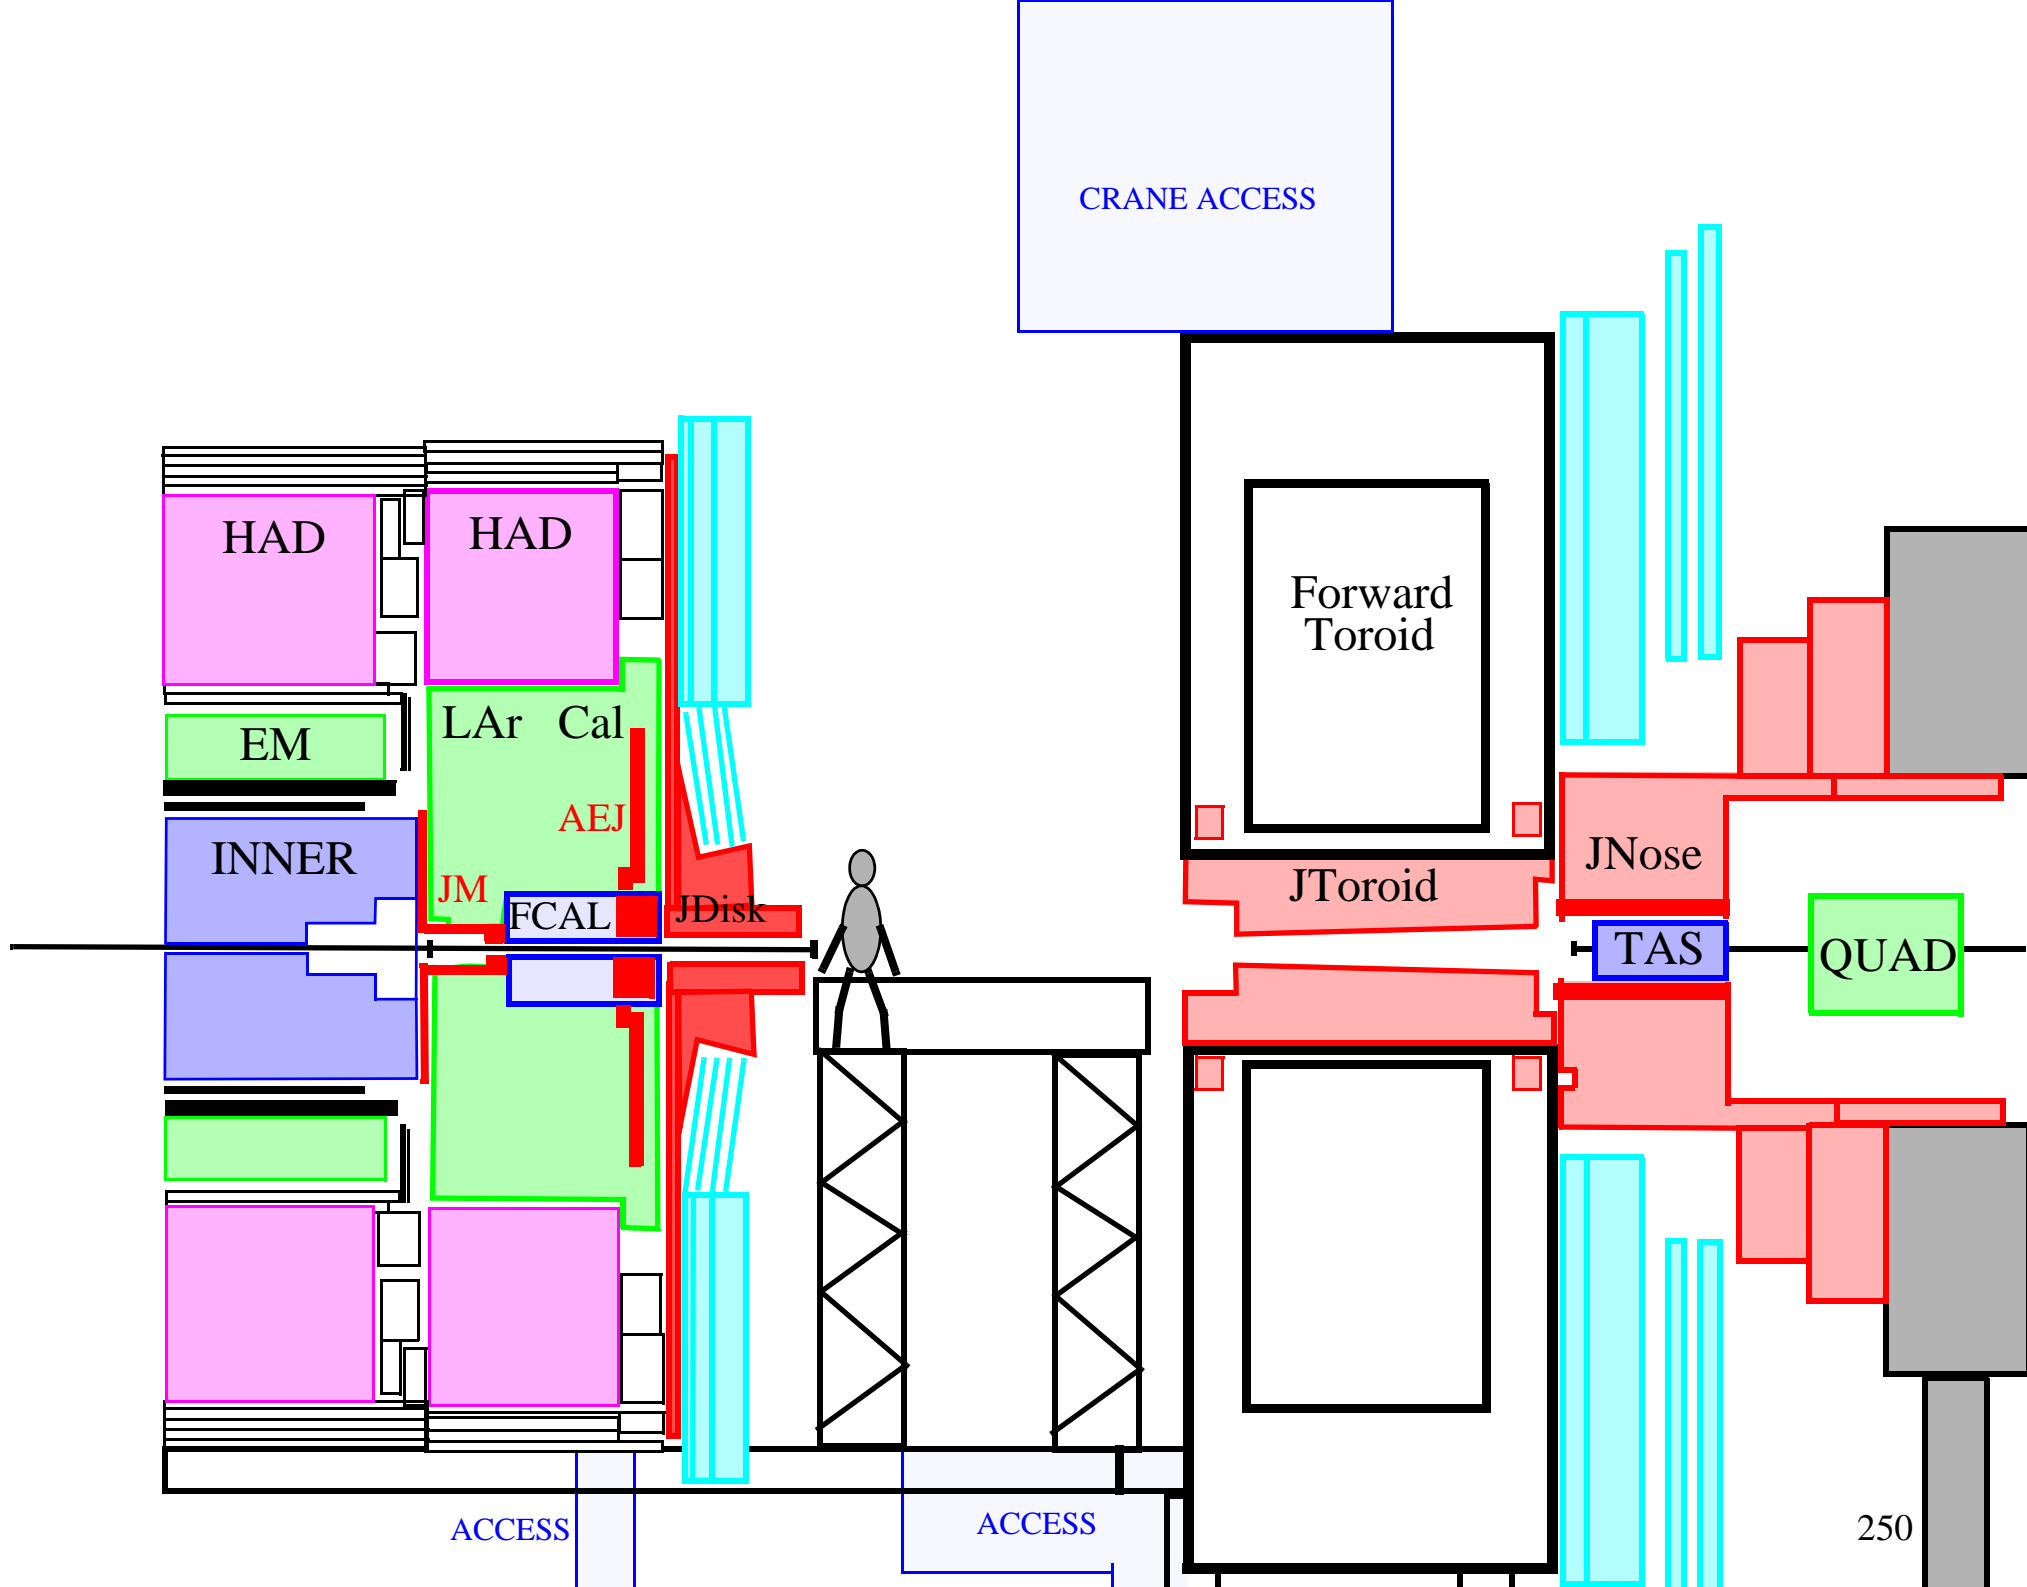 CRANE ACCESS
HAD
HAD
Forward
Toroid
LAr Cal
EM
AEJ
INNER
JM
FCAL
JDisk
JToroid
JNose
TAS
QUAD
ACCESS
ACCESS
250